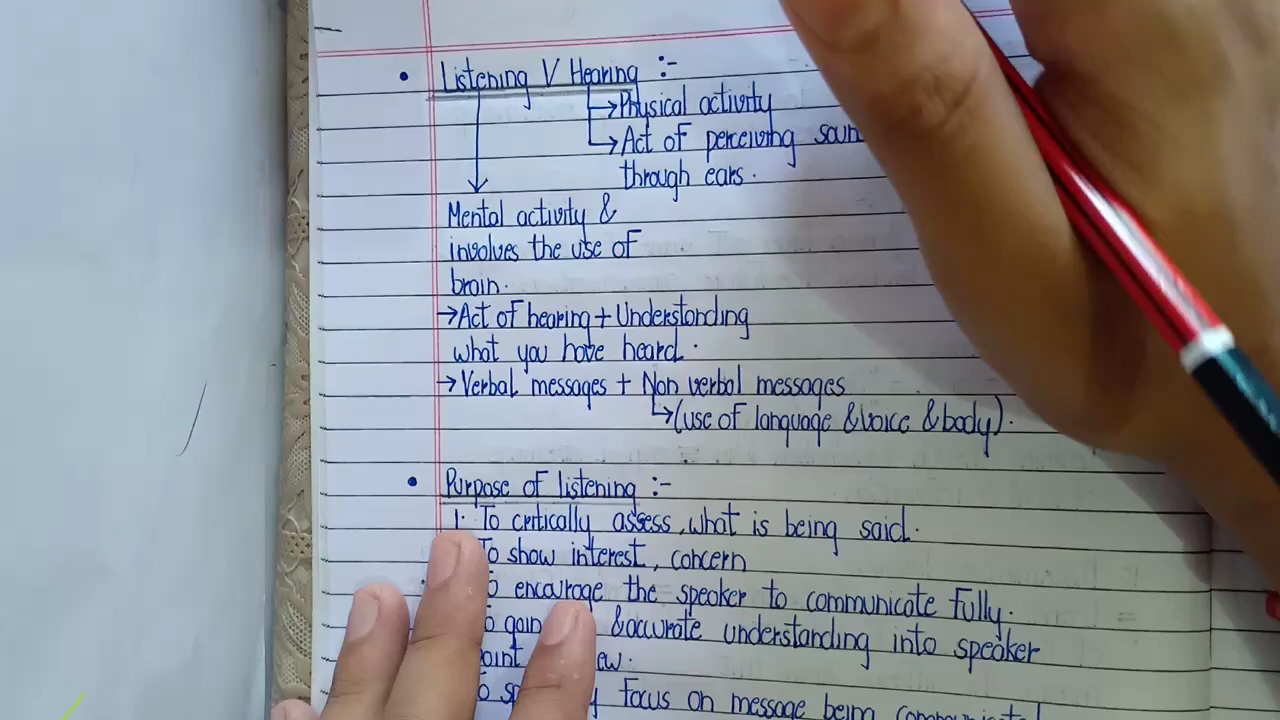 • Listening V Hearing :-
→ Physical activity
→ Act of perceiving
through ears.
Mental activity &
involves the use of
brain.
→ Act of hearing + Understanding
what you have heard.
→ Verbal messages + Non verbal messages
↳ (use of language & voice & body).
• Purpose of listening :-
1. To critically assess, what is being said.
To show interest, concern
encourage the speaker to communicate fully.
gain & accurate understanding into speaker
focus on message being